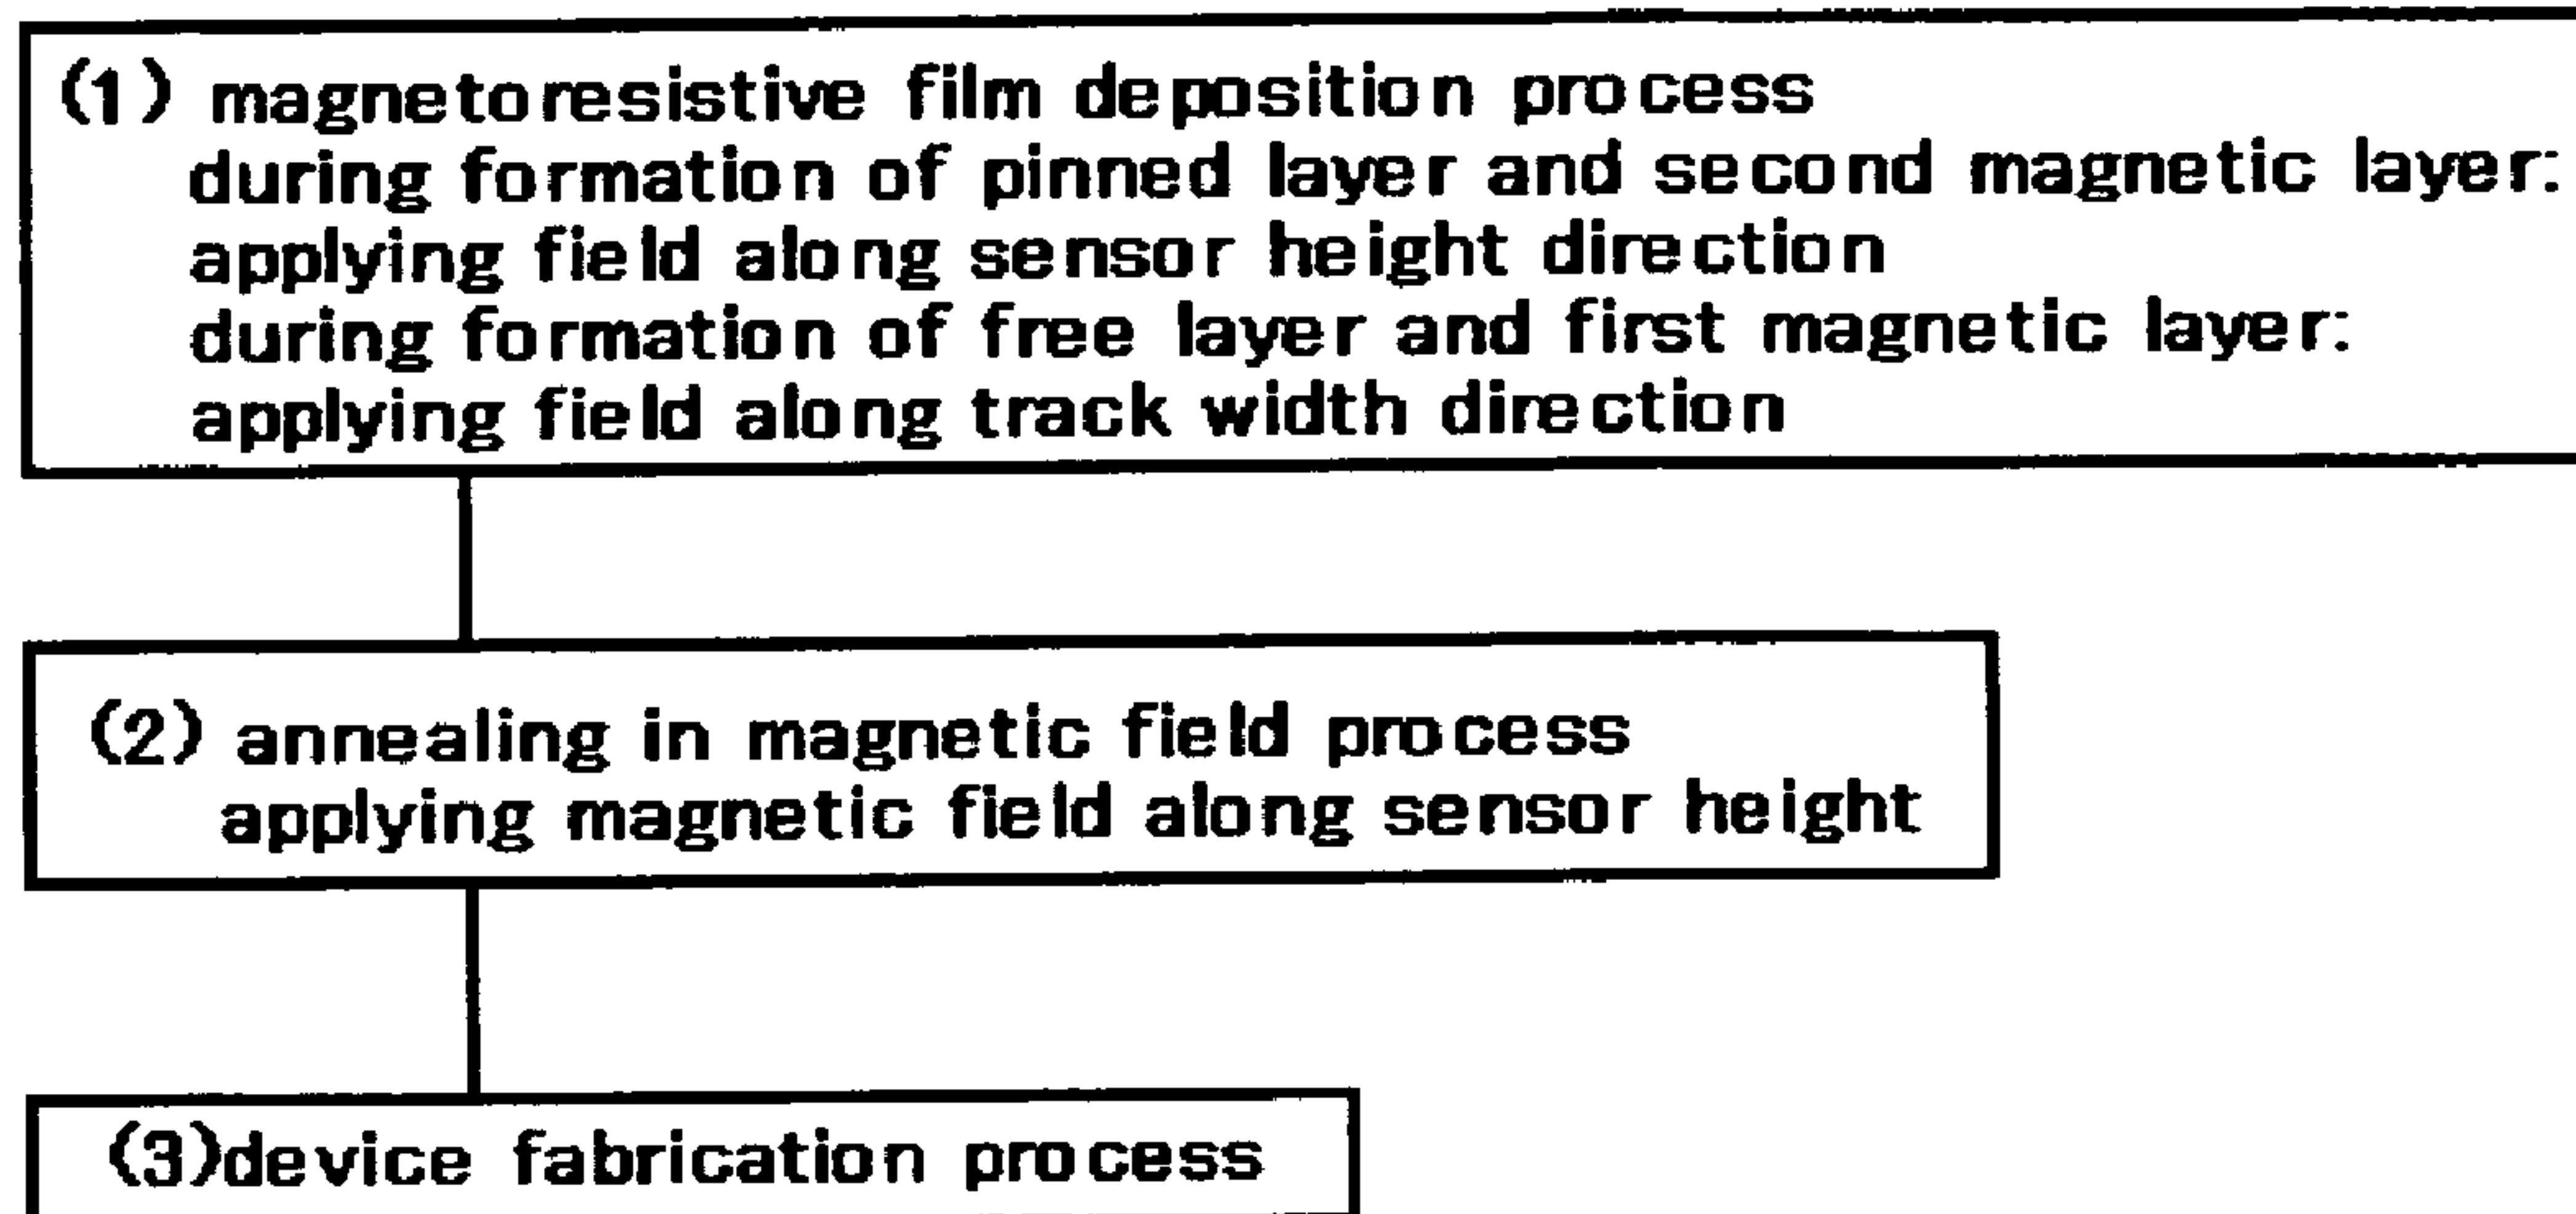 (1) magnetoresistive film deposition process
during formation of pinned layer and second magnetic layer:
applying field along sensor height direction
during formation of free layer and first magnetic layer:
applying field along track width direction
(2) annealing in magnetic field process
applying magnetic field along sensor height
(3)device fabrication process